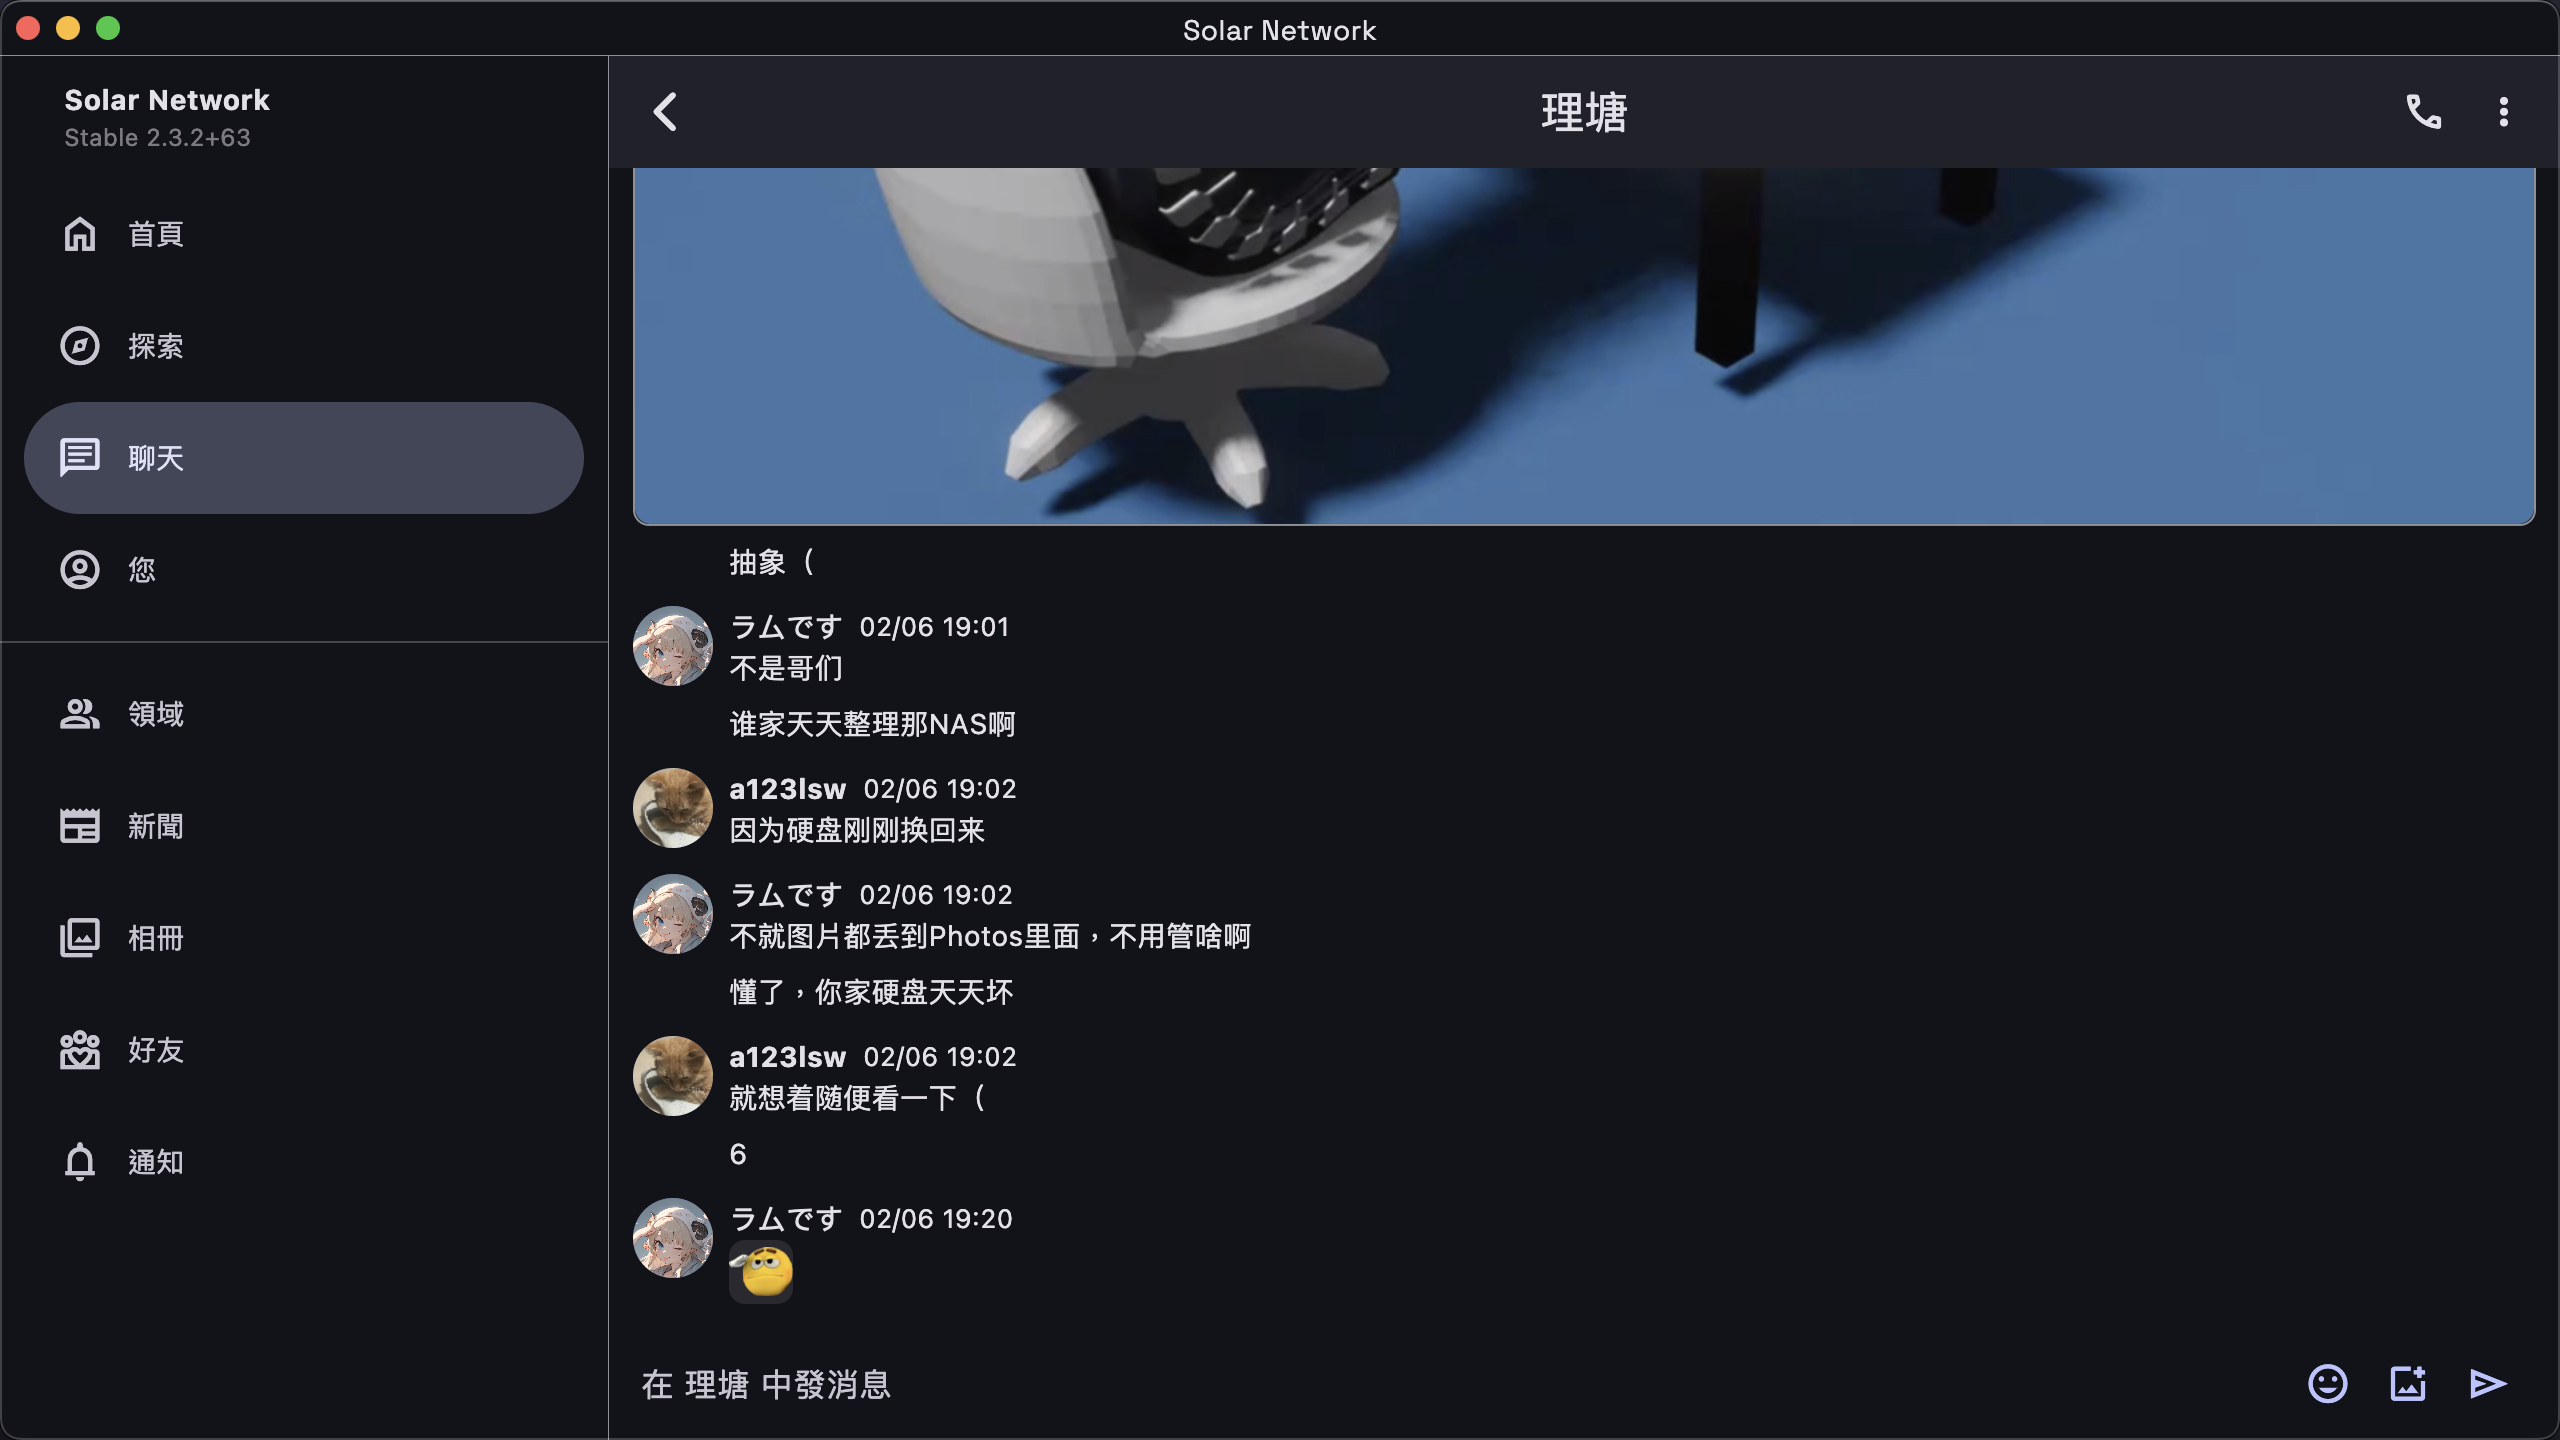 Solar Network
Solar Network
Stable 2.3.2+63
首頁
探索
聊天
您
領域
新聞
相冊
好友
通知
理塘
抽象（
ラムです 02/06 19:01
不是哥们
谁家天天整理那NAS啊
a123lsw 02/06 19:02
因为硬盘刚刚换回来
ラムです 02/06 19:02
不就图片都丢到Photos里面，不用管啥啊
懂了，你家硬盘天天坏
a123lsw 02/06 19:02
就想着随便看一下（
6
ラムです 02/06 19:20
在 理塘 中發消息